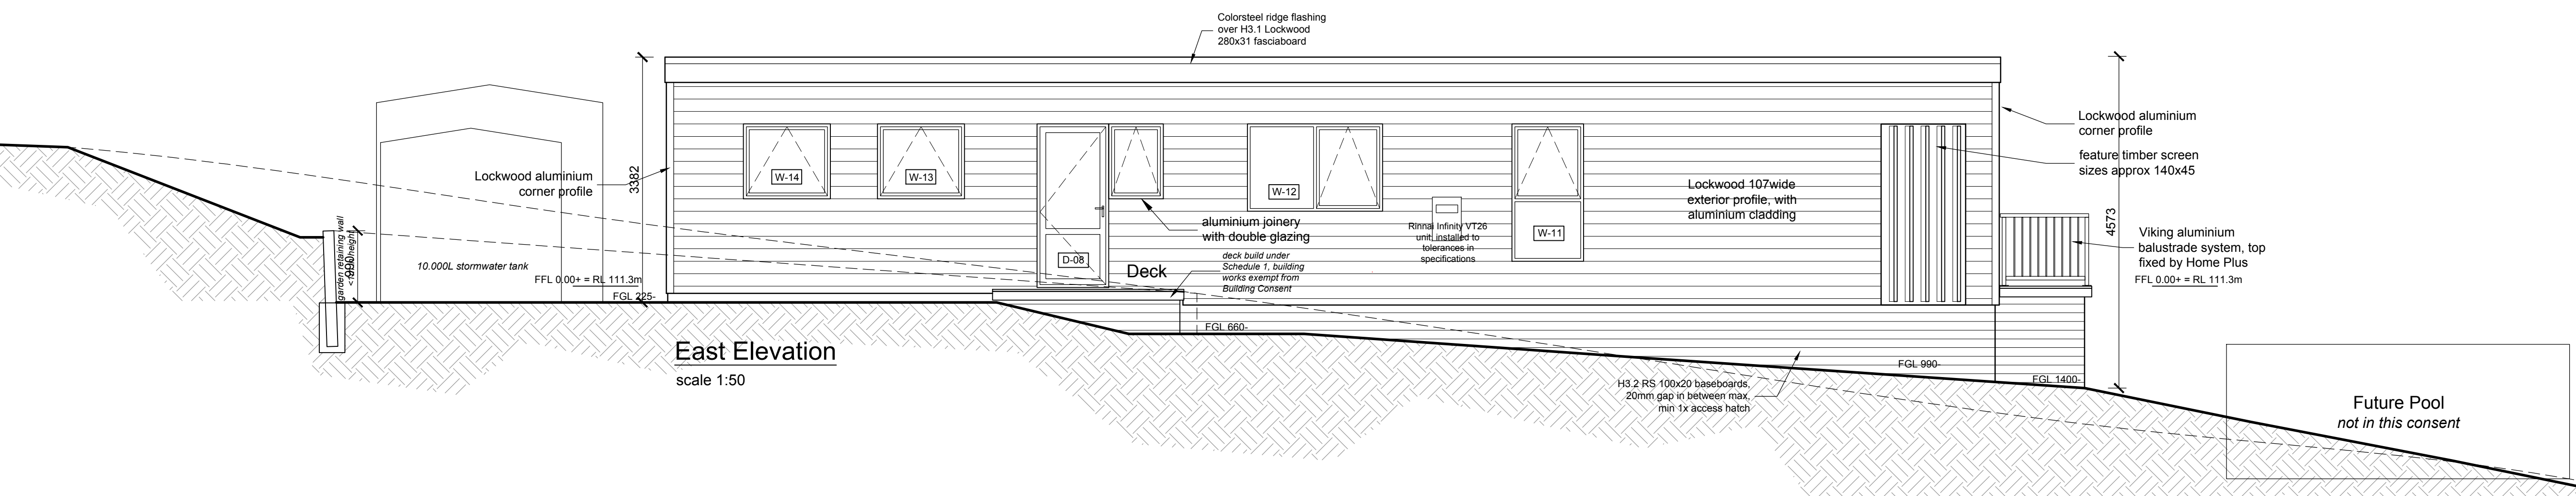 Colorsteel ridge flashing
over H3.1 Lockwood
280x31 fasciaboard
3382
Lockwood aluminium
corner profile
garden retaining wall
<1m in height
990
10.000L stormwater tank
FFL 0.00+ = RL 111.3m
FGL 225-
W-14
W-13
D-08
aluminium joinery
with double glazing
Deck
deck build under
Schedule 1, building
works exempt from
Building Consent
W-12
Rinnai Infinity VT26
unit, installed to
tolerances in
specifications
W-11
Lockwood 107wide
exterior profile, with
aluminium cladding
Lockwood aluminium
corner profile
feature timber screen
sizes approx 140x45
4573
Viking aluminium
balustrade system, top
fixed by Home Plus
FFL 0.00+ = RL 111.3m
FGL 660-
FGL 990-
FGL 1400-
H3.2 RS 100x20 baseboards,
20mm gap in between max,
min 1x access hatch
East Elevation
scale 1:50
Future Pool
not in this consent